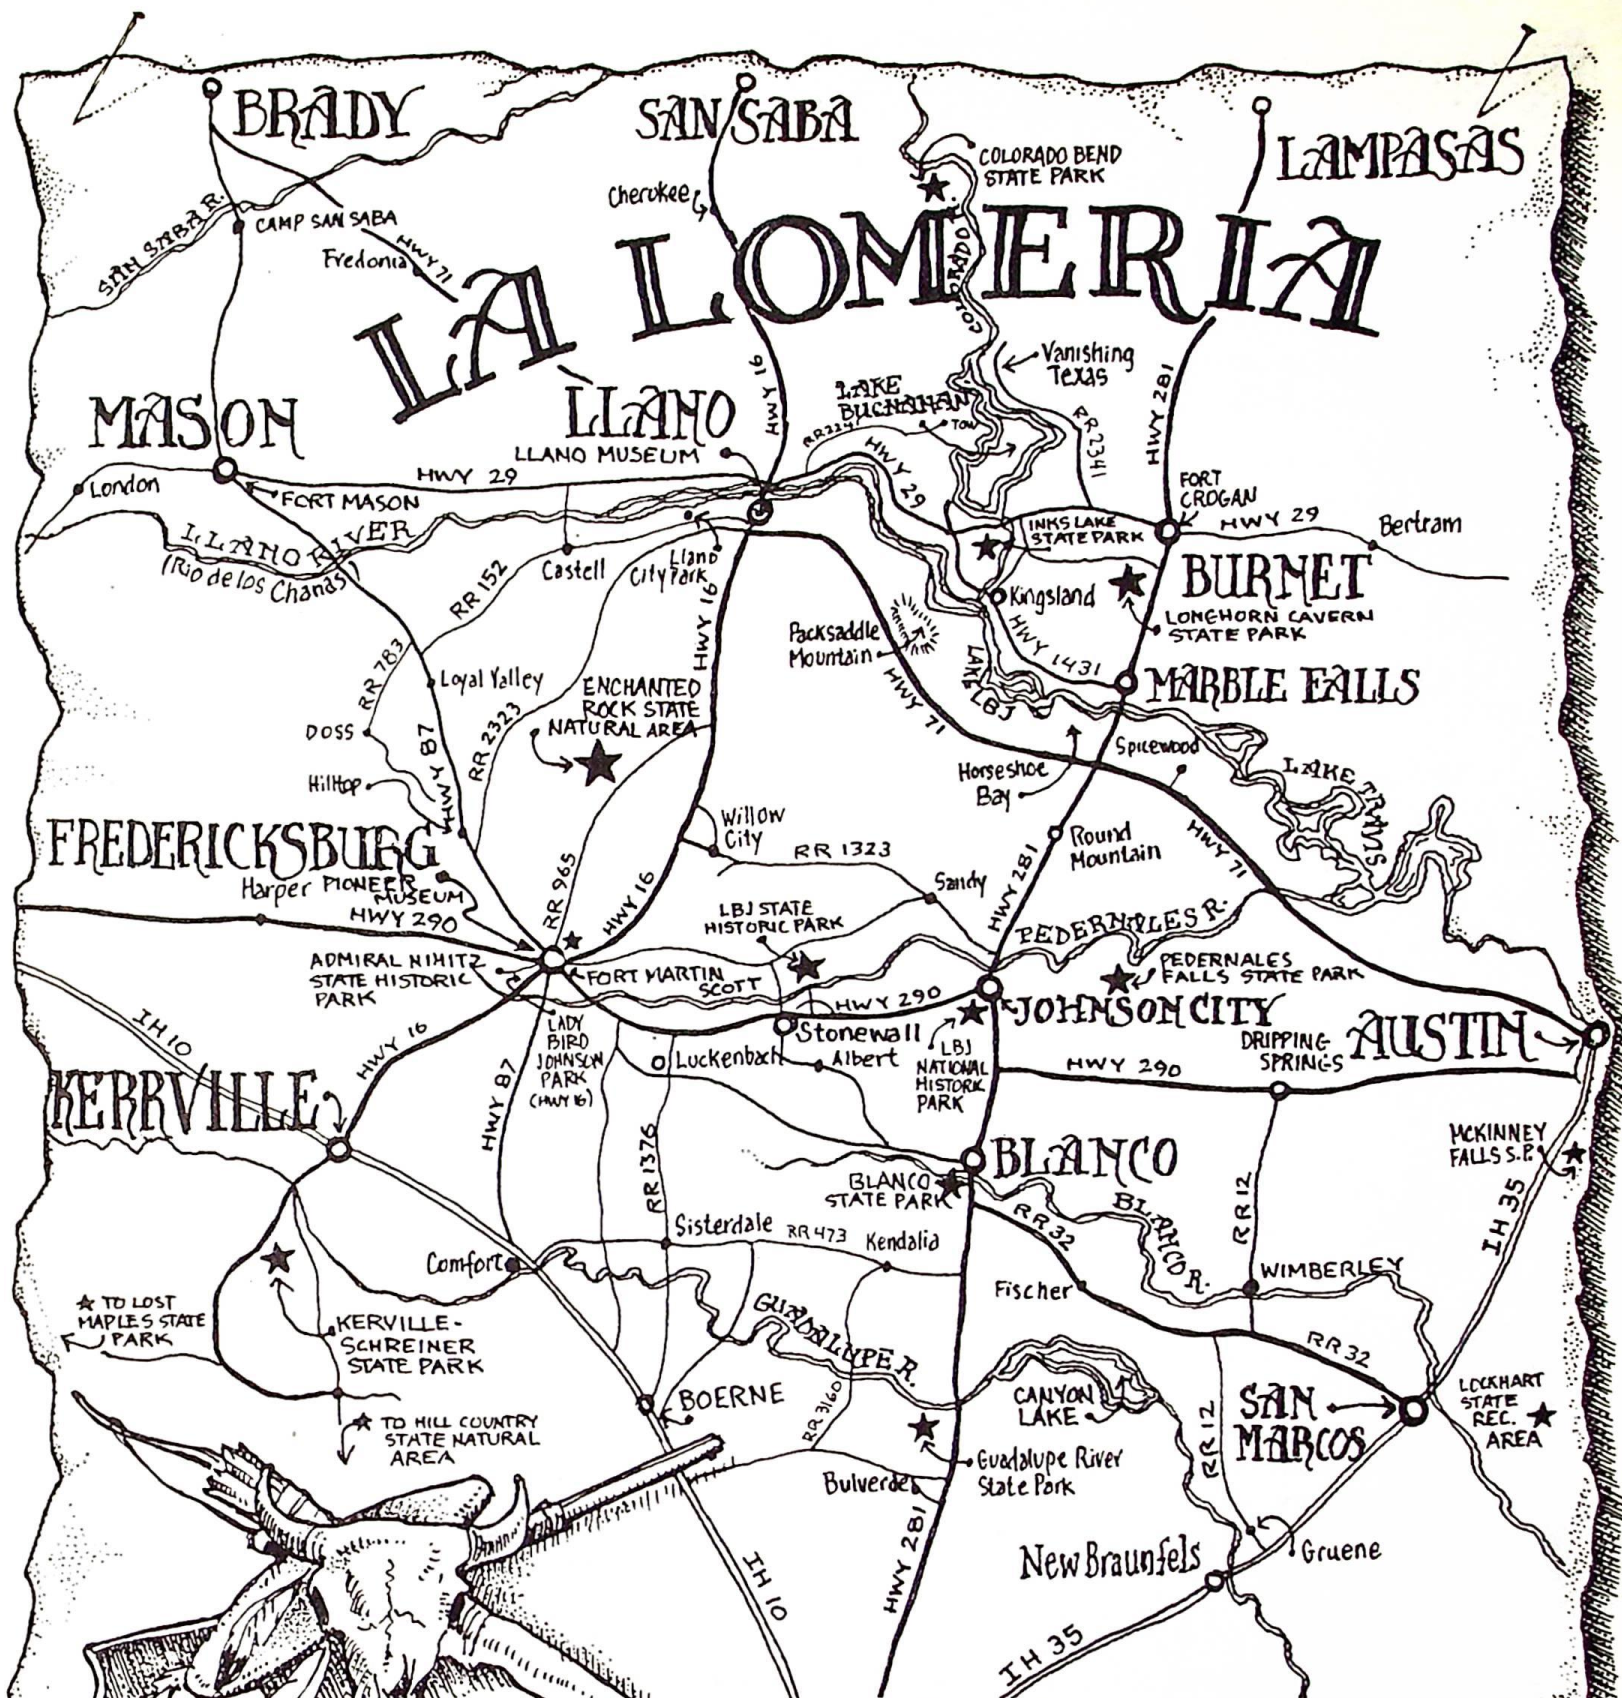 BRADY
SAN SABA
LAMPASAS
COLORADO BEND
STATE PARK
Cherokee
SAN SABA R.
CAMP SAN SABA
Fredonia
HWY 71
COLORADO R.
LA LOMERIA
Vanishing
Texas
HWY 16
LAKE
BUCHANAN
TOW
RR 2341
HWY 281
MASON
LLANO
LLANO MUSEUM
HWY 29
HWY 29
London
FORT MASON
FORT
CROGAN
HWY 29
Bertram
INKS LAKE
STATE PARK
LLANO RIVER
(Rio de los Chanas)
RR 152
Castell
Llano
City Park
HWY 16
BURNET
Kingsland
LONGHORN CAVERN
STATE PARK
Packsaddle
Mountain
HWY 1431
LAKE LBJ
MARBLE FALLS
RR 783
Loyal Valley
ENCHANTED
ROCK STATE
NATURAL AREA
HWY 71
DOSS
HWY 87
RR 2323
Spicewood
Horseshoe
Bay
LAKE TRAVIS
Hilltop
Willow
City
RR 1323
Round
Mountain
HWY 71
FREDERICKSBURG
Harper
PIONEER
MUSEUM
HWY 290
RR 965
HWY 16
Sandy
HWY 281
LBJ STATE
HISTORIC PARK
PEDERNALES R.
ADMIRAL NIMITZ
STATE HISTORIC
PARK
FORT MARTIN
SCOTT
PEDERNALES
FALLS STATE PARK
HWY 290
JOHNSON CITY
IH 10
HWY 16
LADY
BIRD
JOHNSON
PARK
(HWY 16)
Stonewall
Luckenbach
Albert
LBJ
NATIONAL
HISTORIC
PARK
DRIPPING
SPRINGS
AUSTIN
HWY 290
KERRVILLE
HWY 87
RR 1376
BLANCO
BLANCO
STATE PARK
MCKINNEY
FALLS S.P.
RR 32
BLANCO R.
RR 12
IH 35
Sisterdale
RR 473
Kendalia
Comfort
Fischer
WIMBERLEY
TO LOST
MAPLES STATE
PARK
KERVILLE-
SCHREINER
STATE PARK
GUADALUPE R.
RR 32
BOERNE
RR 3160
CANYON
LAKE
RR 12
SAN
MARCOS
LOCKHART
STATE
REC.
AREA
TO HILL COUNTRY
STATE NATURAL
AREA
Guadalupe River
State Park
Bulverde
HWY 281
New Braunfels
Gruene
IH 10
IH 35